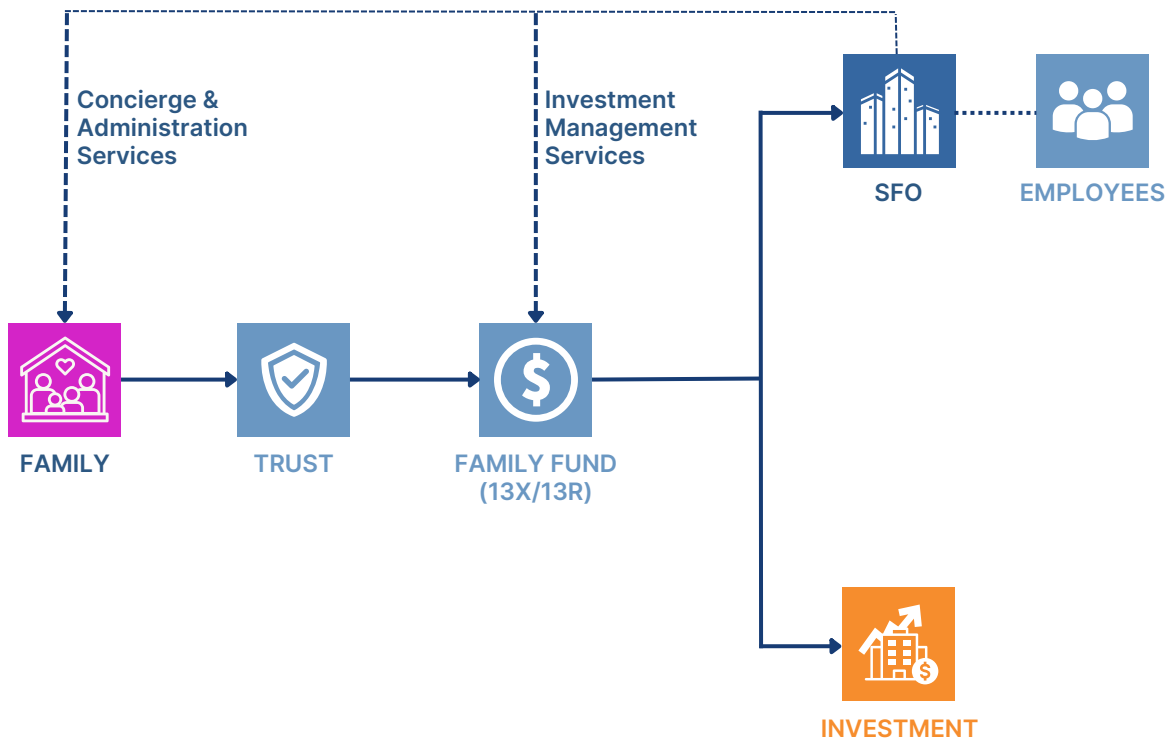 Concierge &
Administration
Services
Investment
Management
Services
SFO
EMPLOYEES
FAMILY
TRUST
FAMILY FUND
(13X/13R)
INVESTMENT